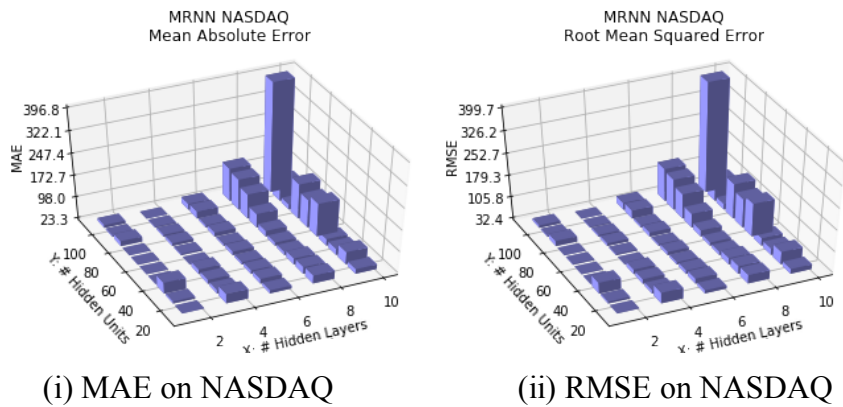 MRNN NASDAQ
Mean Absolute Error
396.8
322.1
247.4
172.7
98.0
23.3
MAE
100
80
60
40
20
Y: # Hidden Units
2
4
6
8
10
X: # Hidden Layers
(i) MAE on NASDAQ
MRNN NASDAQ
Root Mean Squared Error
399.7
326.2
252.7
179.3
105.8
32.4
RMSE
100
80
60
40
20
Y: # Hidden Units
2
4
6
8
10
X: # Hidden Layers
(ii) RMSE on NASDAQ